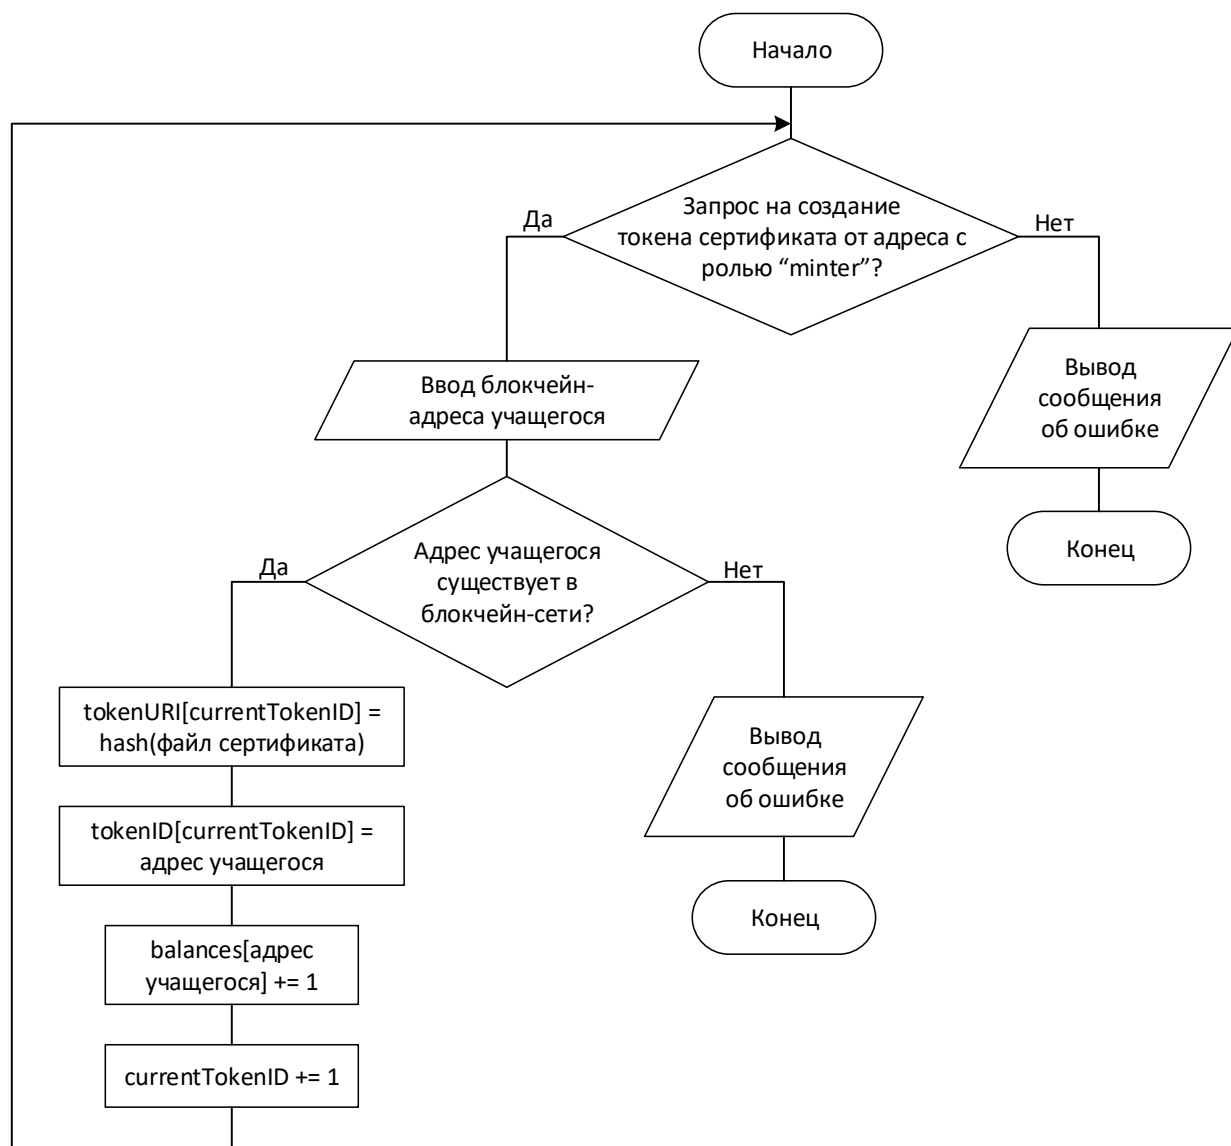 Начало
Запрос на создание
токена сертификата от адреса с
ролью “minter”?
Да
Нет
Ввод блокчейн-
адреса учащегося
Вывод
сообщения
об ошибке
Конец
Адрес учащегося
существует в
блокчейн-сети?
Да
Нет
tokenURI[currentTokenID] =
hash(файл сертификата)
Вывод
сообщения
об ошибке
Конец
tokenID[currentTokenID] =
адрес учащегося
balances[адрес
учащегося] += 1
currentTokenID += 1